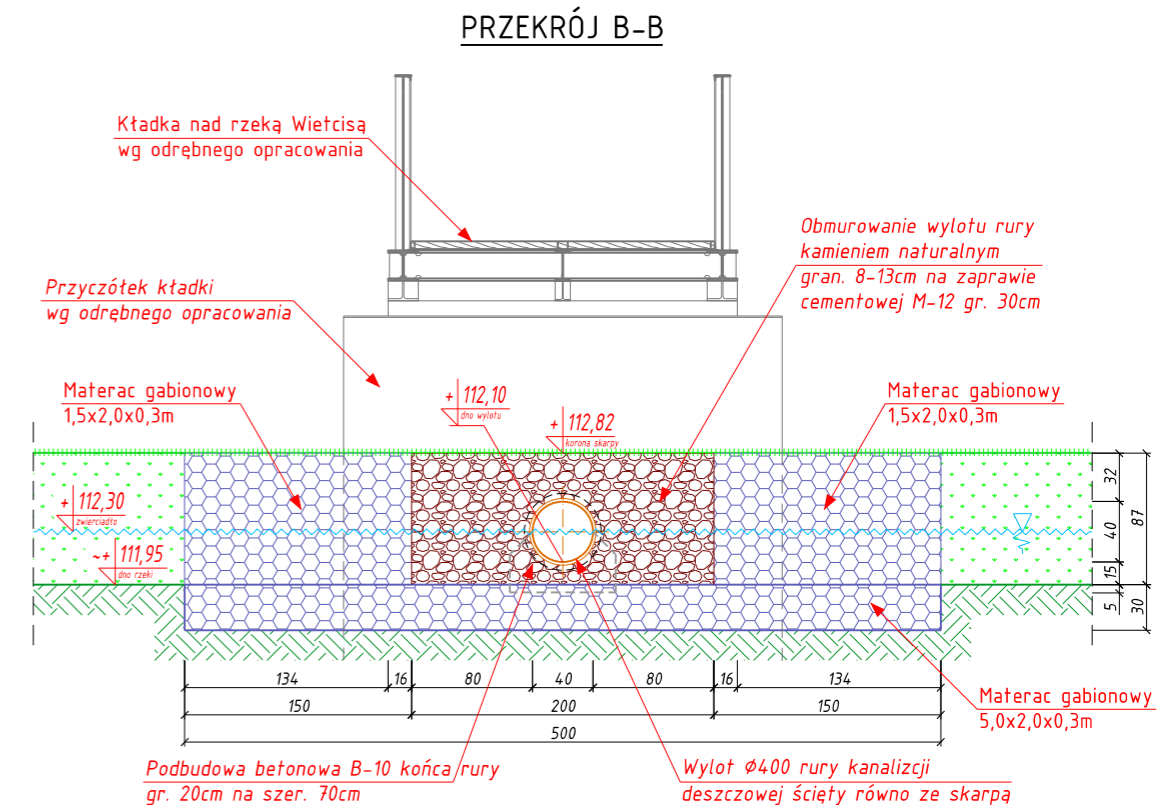 PRZEKRÓJ B-B
Kładka nad rzeką Wietcisą
wg odrębnego opracowania
Obmurowanie wylotu rury
kamieniem naturalnym
gran. 8-13cm na zaprawie
cementowej M-12 gr. 30cm
Przyczółek kładki
wg odrębnego opracowania
Materac gabionowy
1,5x2,0x0,3m
+ 112,10
dno wylotu
+ 112,82
korona skarpy
Materac gabionowy
1,5x2,0x0,3m
+ 112,30
zwierciadło
~+ 111,95
dno rzeki
32
40
15
87
5
30
134
16
80
40
80
16
134
150
200
150
500
Materac gabionowy
5,0x2,0x0,3m
Podbudowa betonowa B-10 końca rury
gr. 20cm na szer. 70cm
Wylot Ø400 rury kanalizcji
deszczowej ścięty równo ze skarpą